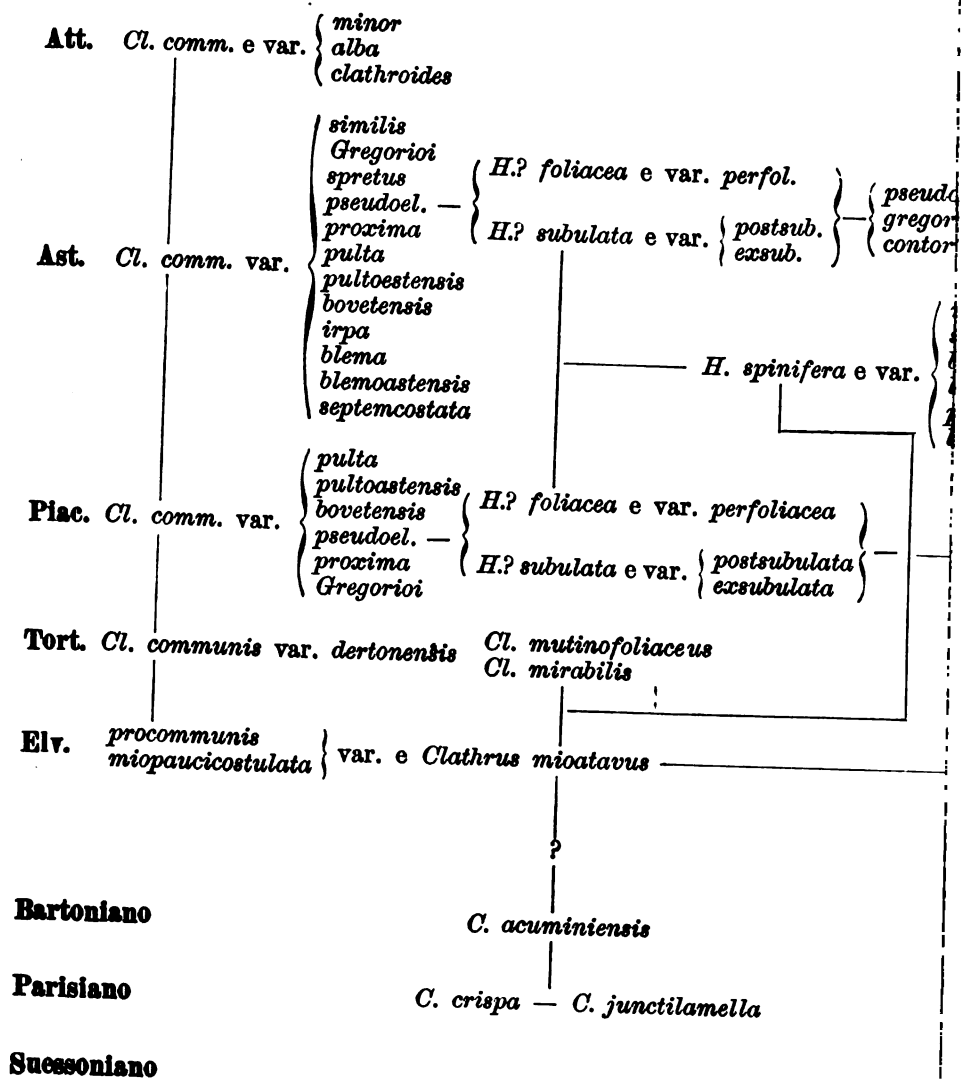 minor
Att. Cl. comm. e var. alba
clathroides
similis
Gregorioi
spretus
pseudoel. —
proxima
Ast. Cl. comm. var. pulta
pultoestensis
bovetensis
irpa
blema
blemoastensis
septemcostata
H.? foliacea e var. perfol.
H.? subulata e var. postsub.
exsub.
H. spinifera e var.
pulta
pultoastensis
Piac. Cl. comm. var. bovetensis
pseudoel. —
proxima
Gregorioi
H.? foliacea e var. perfoliacea
H.? subulata e var. postsubulata
exsubulata
Tort. Cl. communis var. dertonensis Cl. mutinofoliaceus
Cl. mirabilis
Elv. procommunis
miopaucicostulata var. e Clathrus mioatavus
?
Bartoniano C. acuminiensis
Parisiano C. crispa — C. junctilamella
Suessoniano